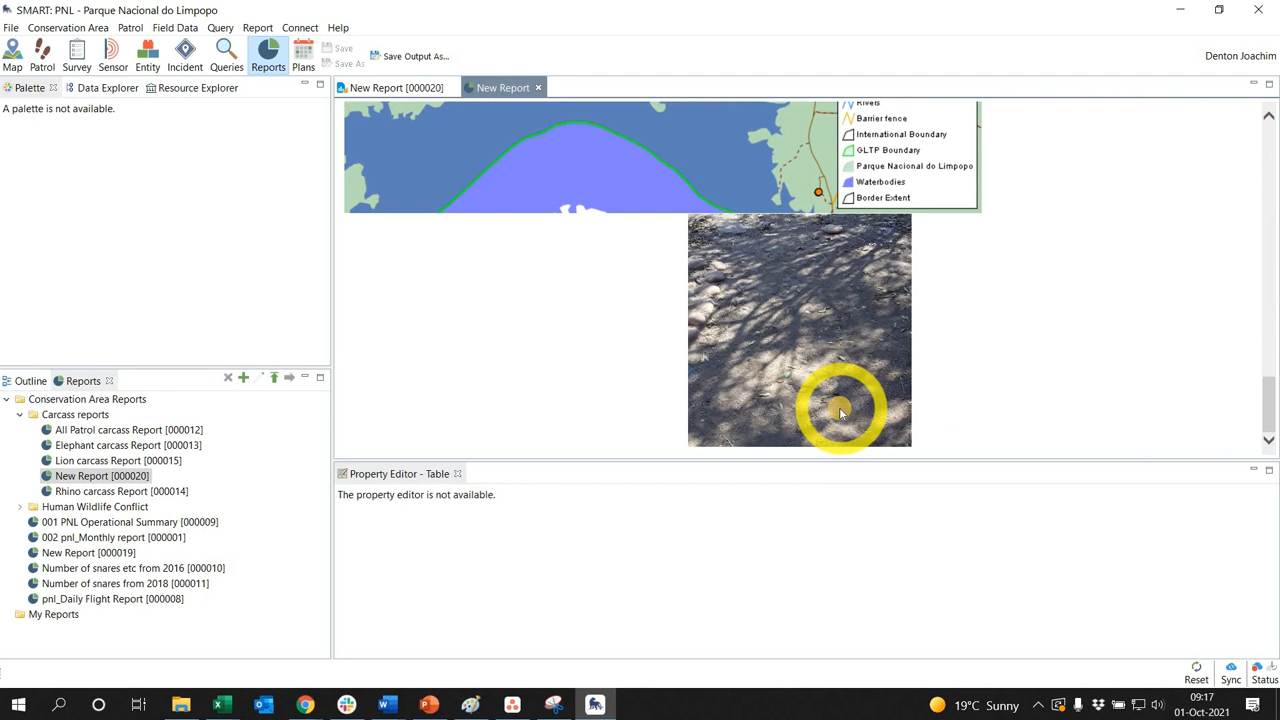 SMART: PNL - Parque Nacional do Limpopo
File Conservation Area Patrol Field Data Query Report Connect Help
Map Patrol Survey Sensor Entity Incident Queries Reports Plans
Save
Save As
Save Output As...
Denton Joachim
Palette Data Explorer Resource Explorer
A palette is not available.
New Report [000020] New Report
Rivers
Barrier fence
International Boundary
GLTP Boundary
Parque Nacional do Limpopo
Waterbodies
Border Extent
Outline Reports
Conservation Area Reports
Carcass reports
All Patrol carcass Report [000012]
Elephant carcass Report [000013]
Lion carcass Report [000015]
New Report [000020]
Rhino carcass Report [000014]
Human Wildlife Conflict
001 PNL Operational Summary [000009]
002 pnl_Monthly report [000001]
New Report [000019]
Number of snares etc from 2016 [000010]
Number of snares from 2018 [000011]
pnl_Daily Flight Report [000008]
My Reports
Property Editor - Table
The property editor is not available.
Reset Sync Status
19°C Sunny
09:17
01-Oct-2021